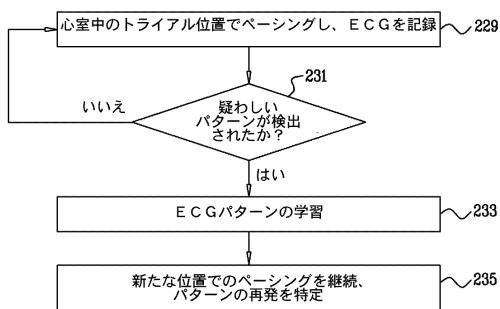 心室中のトライアル位置でペーシングし、ＥＣＧを記録
229
231
疑わしい
パターンが検出
されたか？
いいえ
はい
ＥＣＧパターンの学習
233
新たな位置でのペーシングを継続、
パターンの再発を特定
235